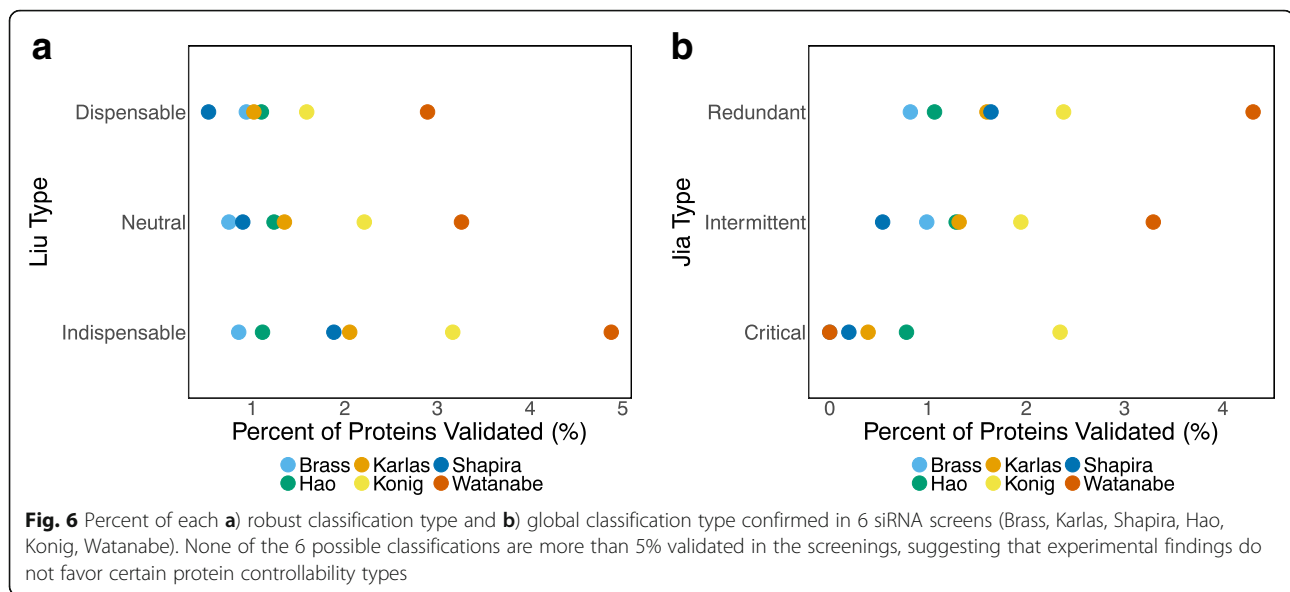 a
Dispensable
Neutral
Indispensable
Liu Type
1 2 3 4 5
Percent of Proteins Validated (%)
Brass Karlas Shapira
Hao Konig Watanabe
b
Redundant
Intermittent
Critical
Jia Type
0 1 2 3 4
Percent of Proteins Validated (%)
Brass Karlas Shapira
Hao Konig Watanabe
Fig. 6 Percent of each a) robust classification type and b) global classification type confirmed in 6 siRNA screens (Brass, Karlas, Shapira, Hao,
Konig, Watanabe). None of the 6 possible classifications are more than 5% validated in the screenings, suggesting that experimental findings do
not favor certain protein controllability types